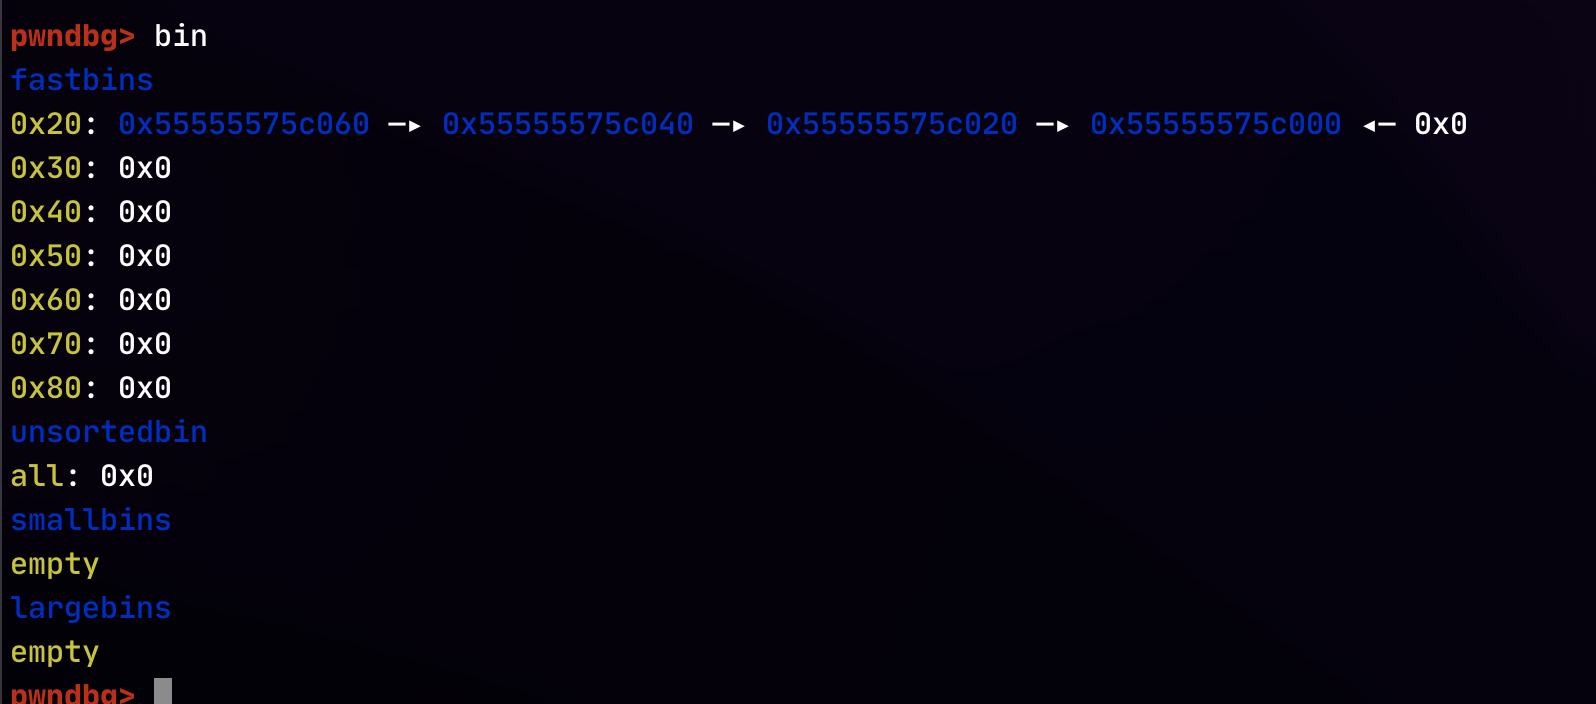 pwndbg> bin
fastbins
0x20: 0x55555575c060 —▸ 0x55555575c040 —▸ 0x55555575c020 —▸ 0x55555575c000 ◂— 0x0
0x30: 0x0
0x40: 0x0
0x50: 0x0
0x60: 0x0
0x70: 0x0
0x80: 0x0
unsortedbin
all: 0x0
smallbins
empty
largebins
empty
pwndbg>